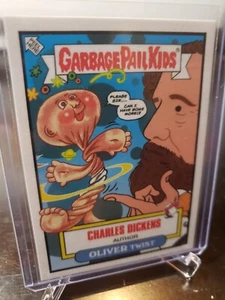 GARBAGE PAIL KIDS
PLEASE
SIR...
CAN I
HAVE SOME
MORE?
CHARLES DICKENS
AUTHOR
OLIVER TWIST